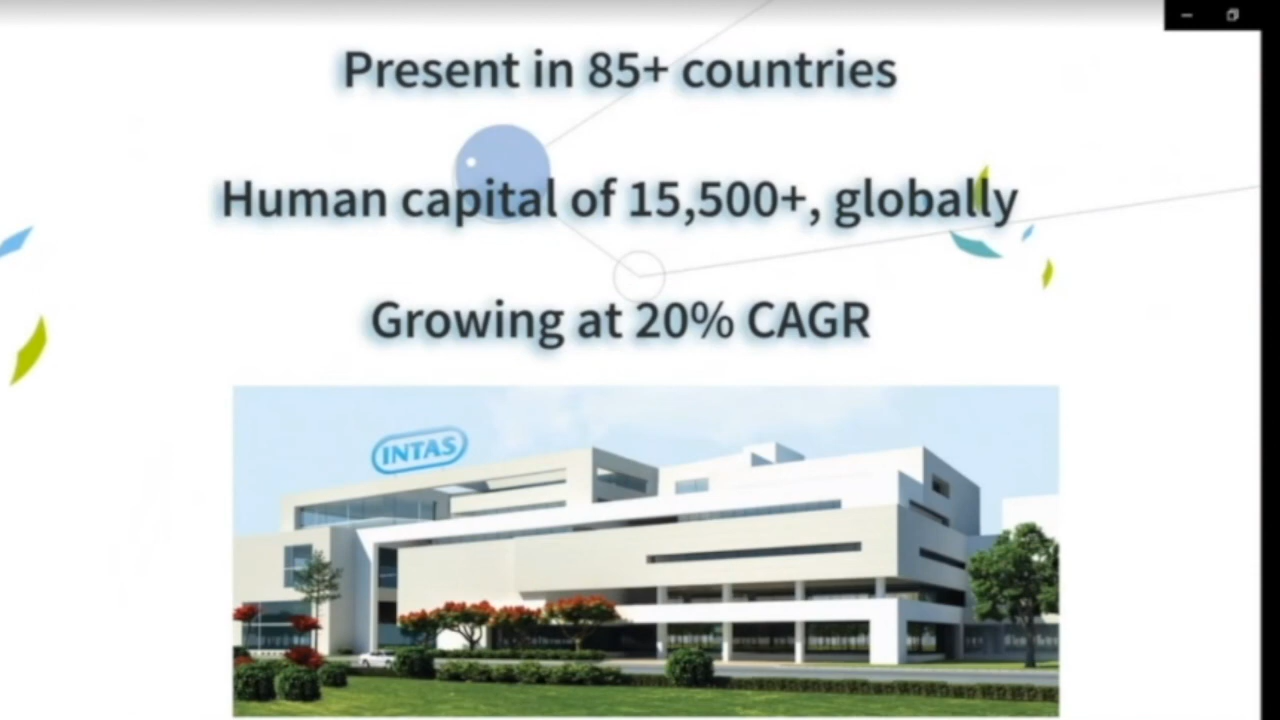 Present in 85+ countries
Human capital of 15,500+, globally
Growing at 20% CAGR
INTAS